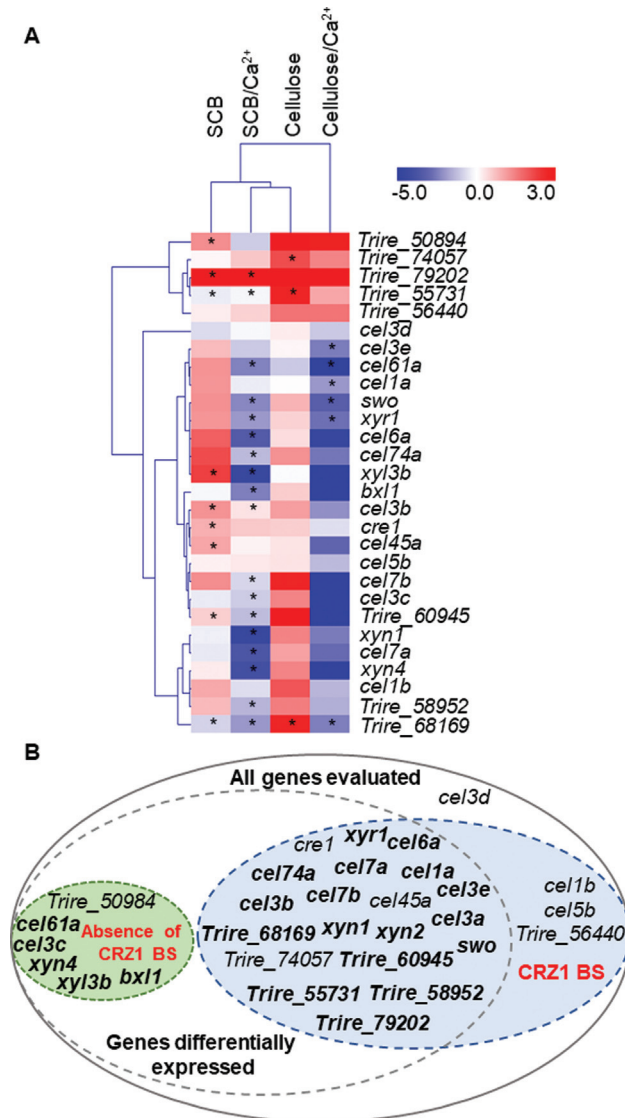 A
SCB
SCB/Ca²⁺
Cellulose
Cellulose/Ca²⁺
-5.0 0.0 3.0
* Trire_50894
* Trire_74057
* * Trire_79202
* * * Trire_55731
Trire_56440
cel3d
* cel3e
* * cel61a
* cel1a
* * swo
* * xyr1
* cel6a
* cel74a
* * xyl3b
* bxl1
* * cel3b
* cre1
* cel45a
cel5b
* cel7b
* cel3c
* * Trire_60945
* xyn1
* cel7a
* xyn4
cel1b
* Trire_58952
* * * * Trire_68169
B
All genes evaluated
cel3d
cre1 xyr1 cel6a
cel74a cel7a cel1a
cel3b cel7b cel45a cel3e
cel3a
Trire_68169 xyn1 xyn2 swo
Trire_74057 Trire_60945
Trire_55731 Trire_58952
Trire_79202
cel1b
cel5b
Trire_56440
CRZ1 BS
Trire_50984
cel61a Absence of
cel3c CRZ1 BS
xyn4
xyl3b bxl1
Genes differentially
expressed